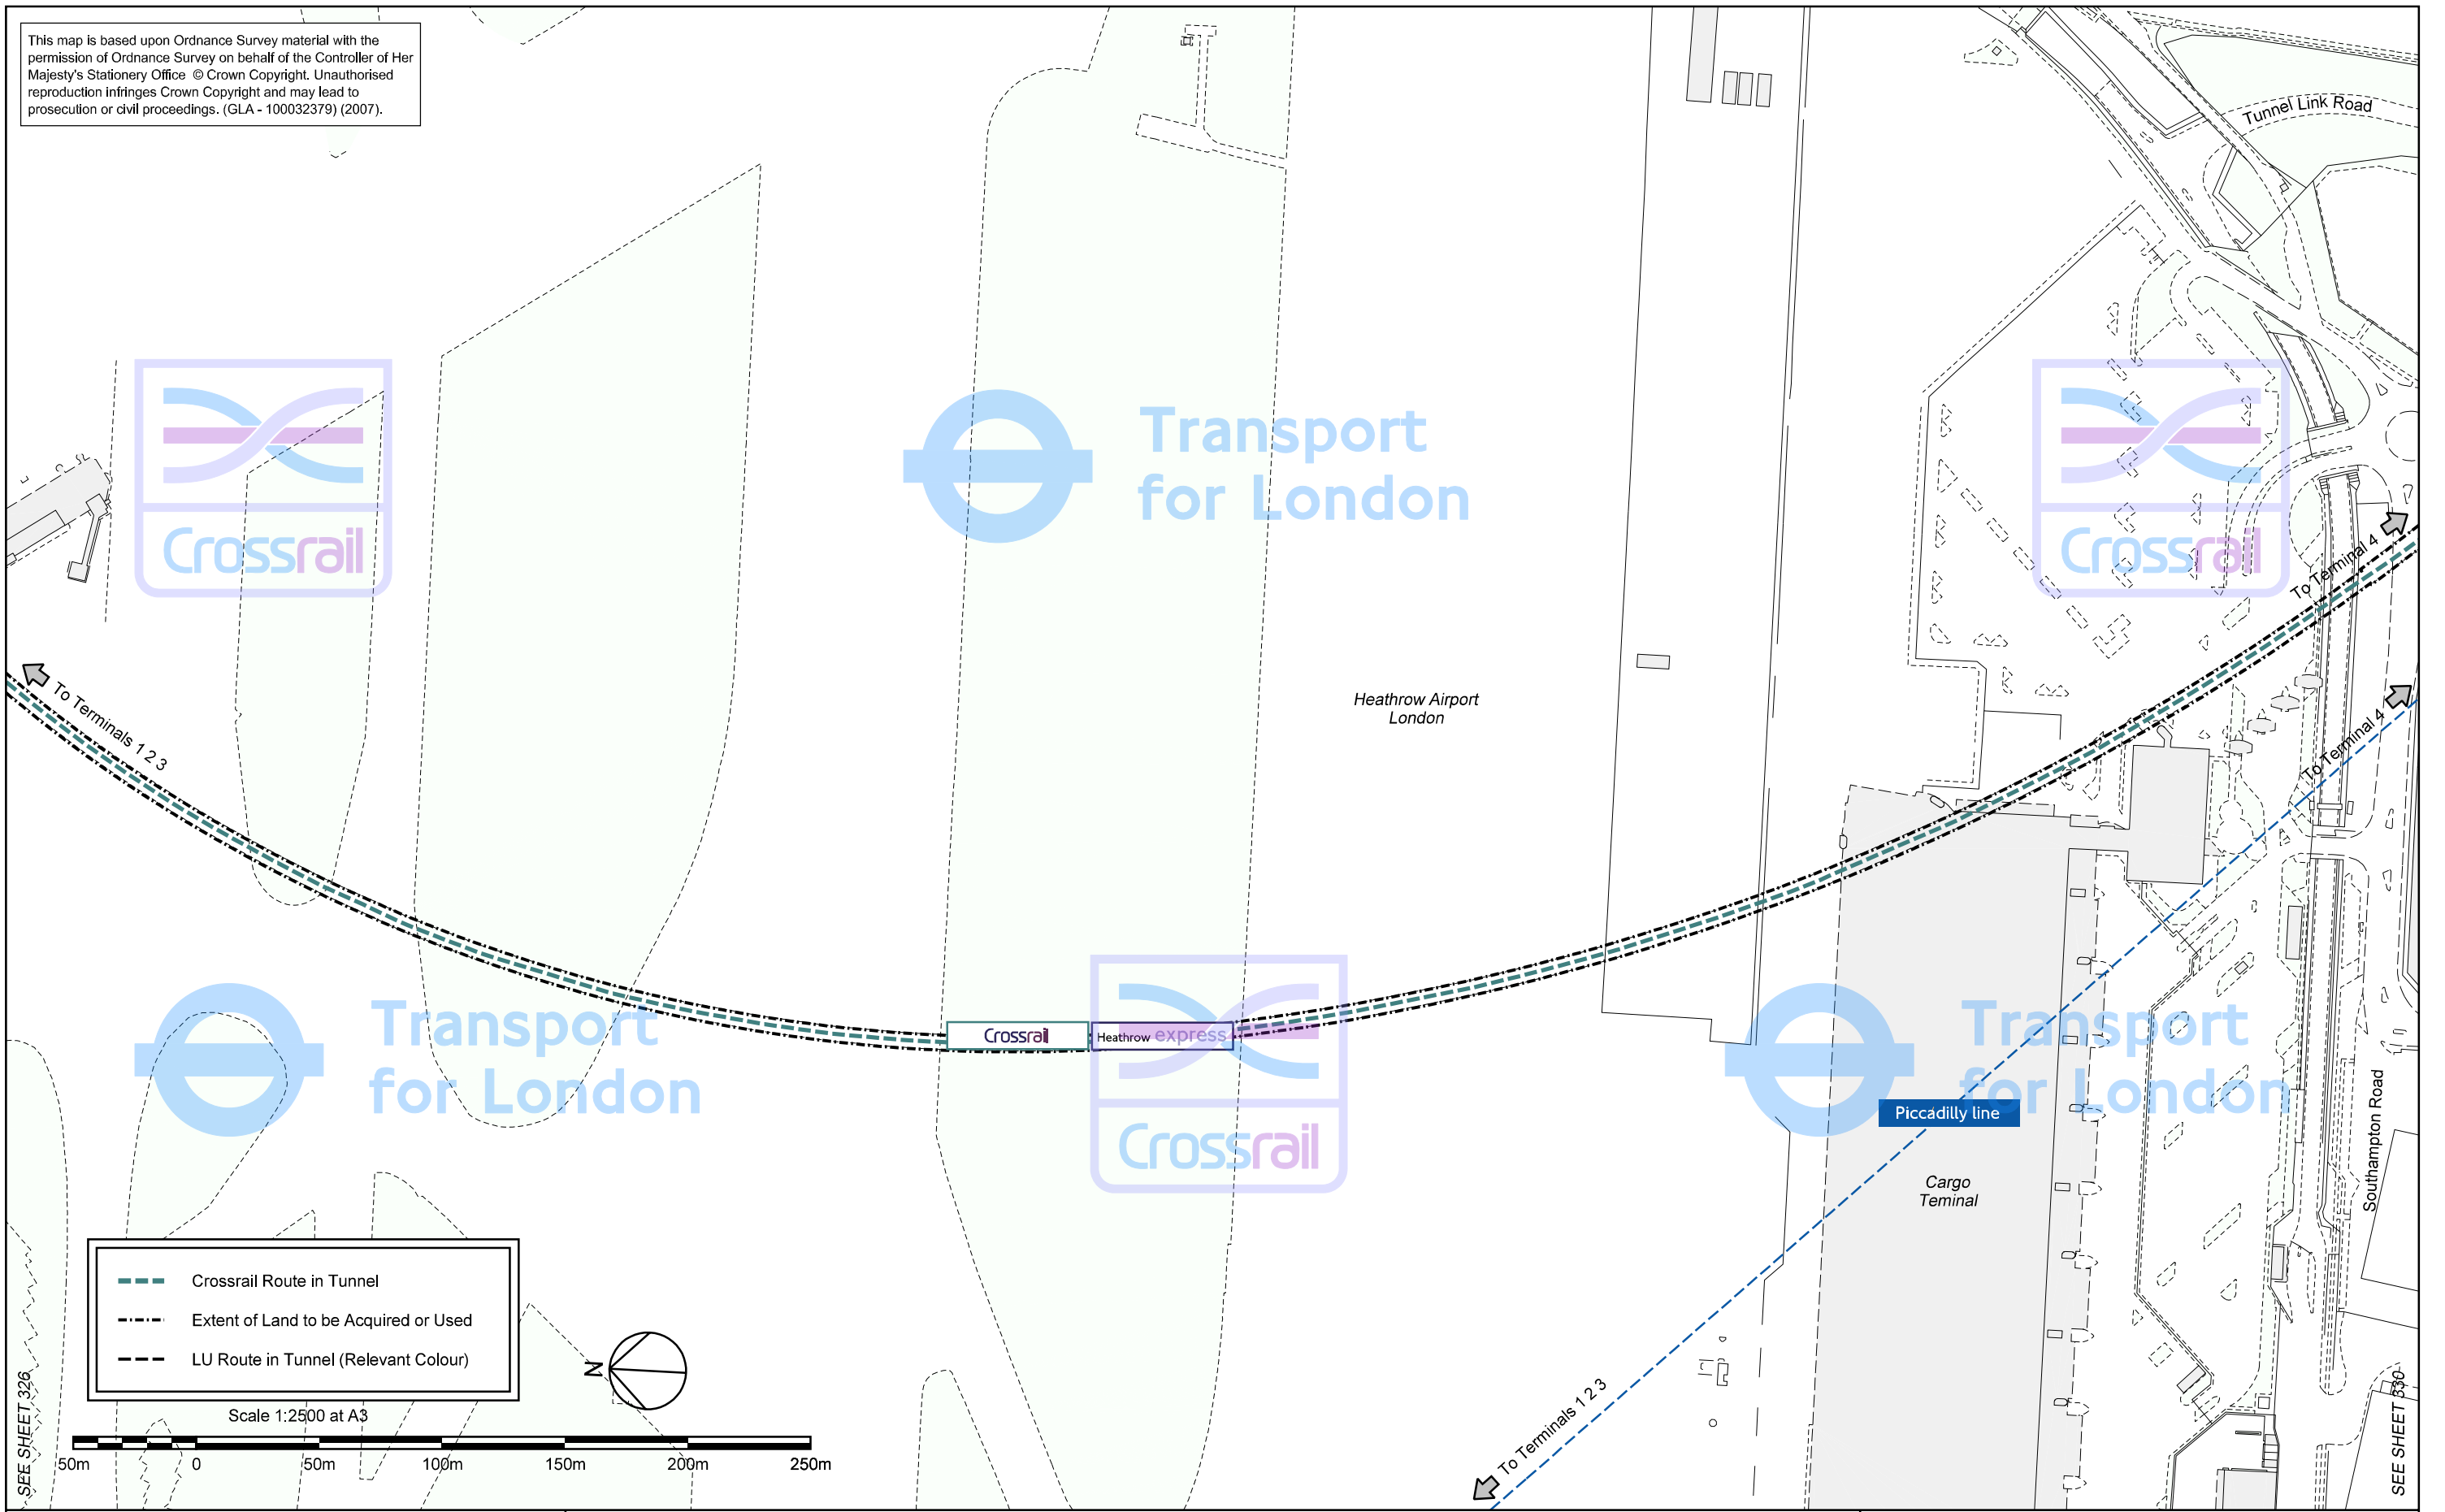 This map is based upon Ordnance Survey material with the
permission of Ordnance Survey on behalf of the Controller of Her
Majesty's Stationery Office © Crown Copyright. Unauthorised
reproduction infringes Crown Copyright and may lead to
prosecution or civil proceedings. (GLA - 100032379) (2007).
Tunnel Link Road
Crossrail
Transport
for London
Crossrail
To Terminal 4
To Terminals 1 2 3
Heathrow Airport
London
To Terminal 4
Transport
for London
Crossrail
Heathrow express
Crossrail
Transport
for London
Piccadilly line
Cargo
Teminal
Southampton Road
Crossrail Route in Tunnel
Extent of Land to be Acquired or Used
LU Route in Tunnel (Relevant Colour)
N
Scale 1:2500 at A3
50m 0 50m 100m 150m 200m 250m
To Terminals 1 2 3
SEE SHEET 326
SEE SHEET 330